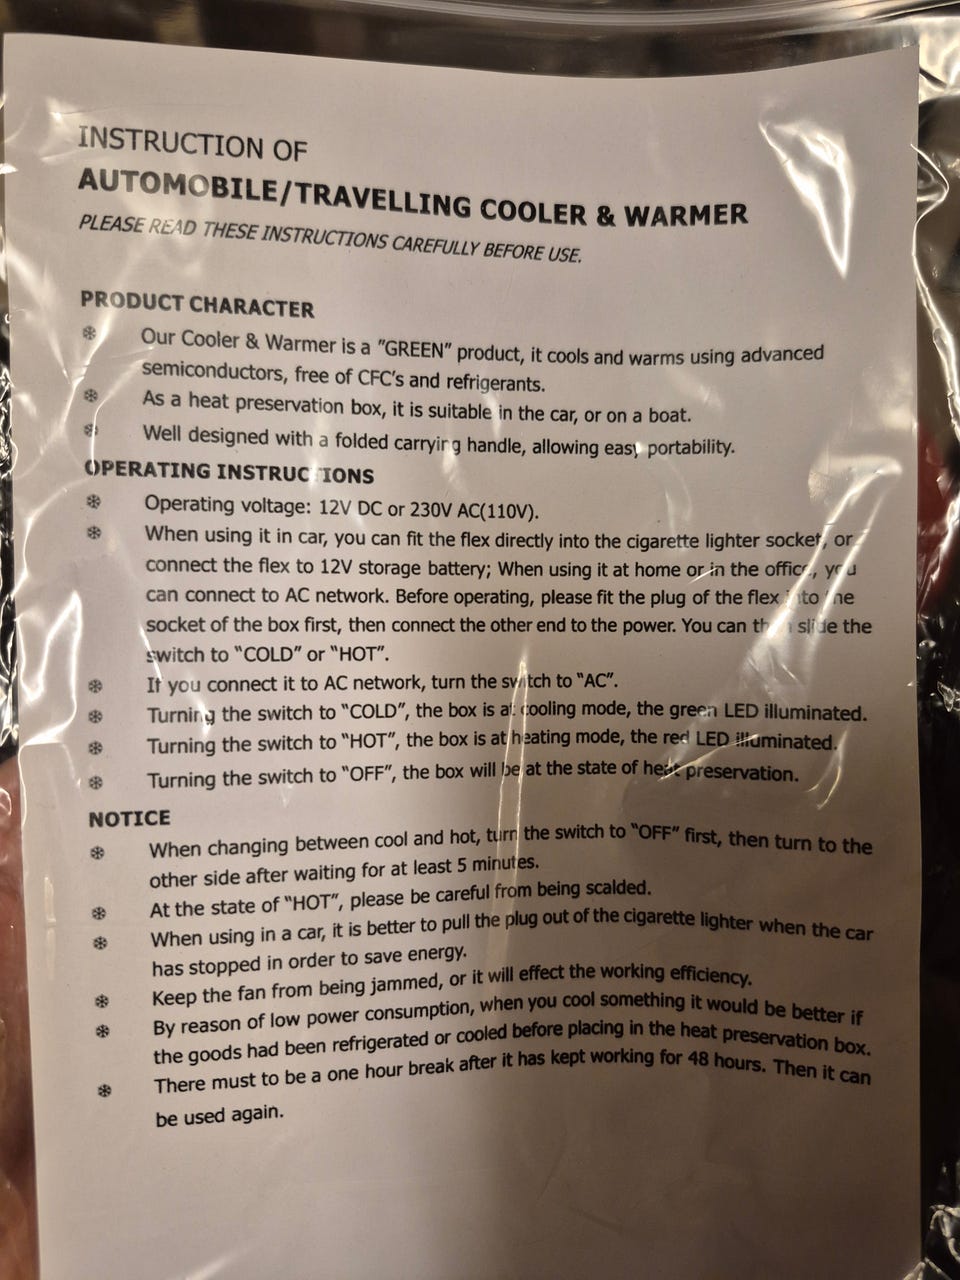 INSTRUCTION OF
AUTOMOBILE/TRAVELLING COOLER & WARMER
PLEASE READ THESE INSTRUCTIONS CAREFULLY BEFORE USE.
PRODUCT CHARACTER
❄ Our Cooler & Warmer is a "GREEN" product, it cools and warms using advanced
semiconductors, free of CFC's and refrigerants.
❄ As a heat preservation box, it is suitable in the car, or on a boat.
❄ Well designed with a folded carrying handle, allowing easy portability.
OPERATING INSTRUCTIONS
❄ Operating voltage: 12V DC or 230V AC(110V).
❄ When using it in car, you can fit the flex directly into the cigarette lighter socket, or
connect the flex to 12V storage battery; When using it at home or in the office, you
can connect to AC network. Before operating, please fit the plug of the flex into the
socket of the box first, then connect the other end to the power. You can then slide the
switch to "COLD" or "HOT".
❄ If you connect it to AC network, turn the switch to "AC".
❄ Turning the switch to "COLD", the box is at cooling mode, the green LED illuminated.
❄ Turning the switch to "HOT", the box is at heating mode, the red LED illuminated.
❄ Turning the switch to "OFF", the box will be at the state of heat preservation.
NOTICE
❄ When changing between cool and hot, turn the switch to "OFF" first, then turn to the
other side after waiting for at least 5 minutes.
❄ At the state of "HOT", please be careful from being scalded.
❄ When using in a car, it is better to pull the plug out of the cigarette lighter when the car
has stopped in order to save energy.
❄ Keep the fan from being jammed, or it will effect the working efficiency.
❄ By reason of low power consumption, when you cool something it would be better if
the goods had been refrigerated or cooled before placing in the heat preservation box.
❄ There must to be a one hour break after it has kept working for 48 hours. Then it can
be used again.